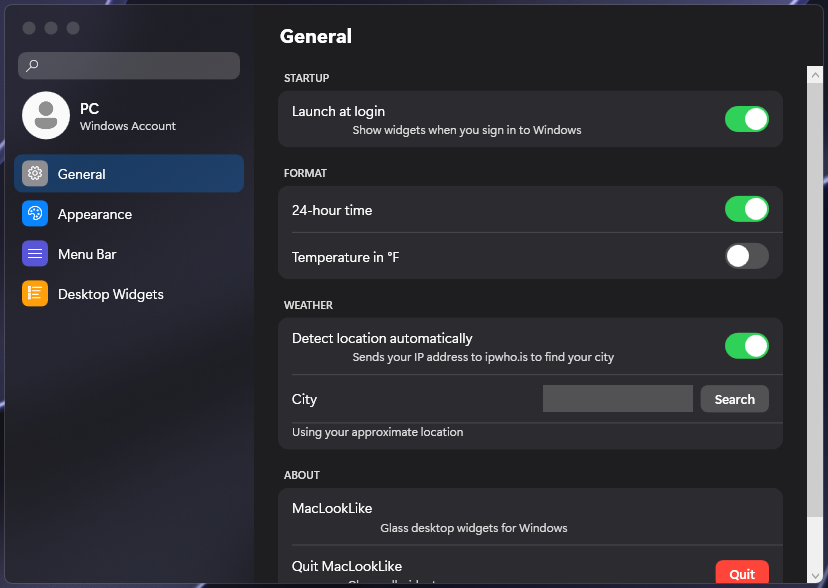 General
STARTUP
Launch at login
Show widgets when you sign in to Windows
PC
Windows Account
General
Appearance
Menu Bar
Desktop Widgets
FORMAT
24-hour time
Temperature in °F
WEATHER
Detect location automatically
Sends your IP address to ipwho.is to find your city
City
Search
Using your approximate location
ABOUT
MacLookLike
Glass desktop widgets for Windows
Quit MacLookLike
Quit